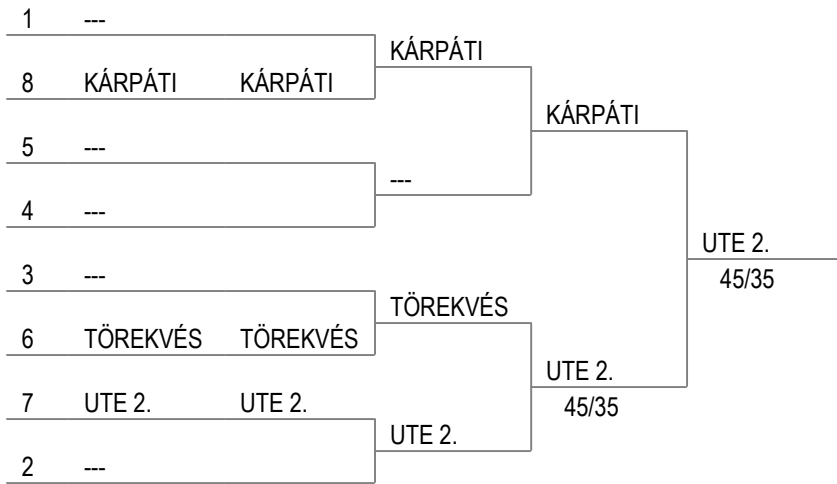 1 ---
KÁRPÁTI
8 KÁRPÁTI KÁRPÁTI
KÁRPÁTI
5 ---
---
4 ---
UTE 2.
45/35
3 ---
TÖREKVÉS
6 TÖREKVÉS TÖREKVÉS
UTE 2.
45/35
7 UTE 2. UTE 2.
UTE 2.
2 ---